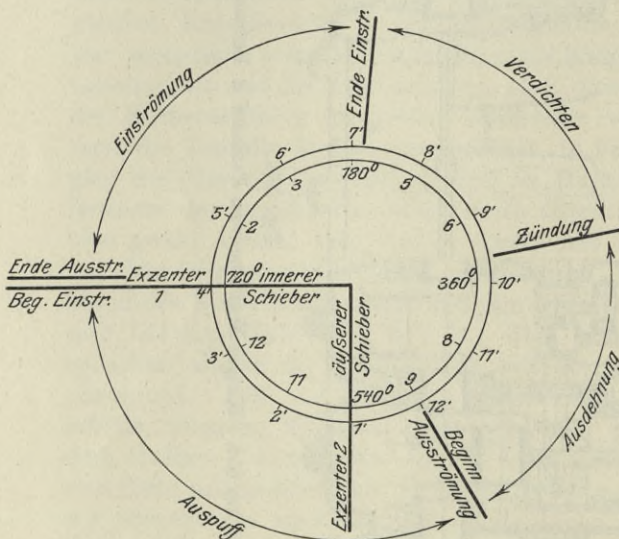 Einströmung
Ende Einstr.
Verdichten
7'
6'
8'
180°
3
5
5'
2
6
9'
Zündung
Ende Ausstr.
Beg. Einstr.
Exzenter
1
4'
720° innerer
Schieber
360°
10'
äußerer
Schieber
3'
12
8
11'
11
9
2'
540°
12'
1'
Ausdehnung
Beginn
Ausströmung
Exzenter 2
Auspuff